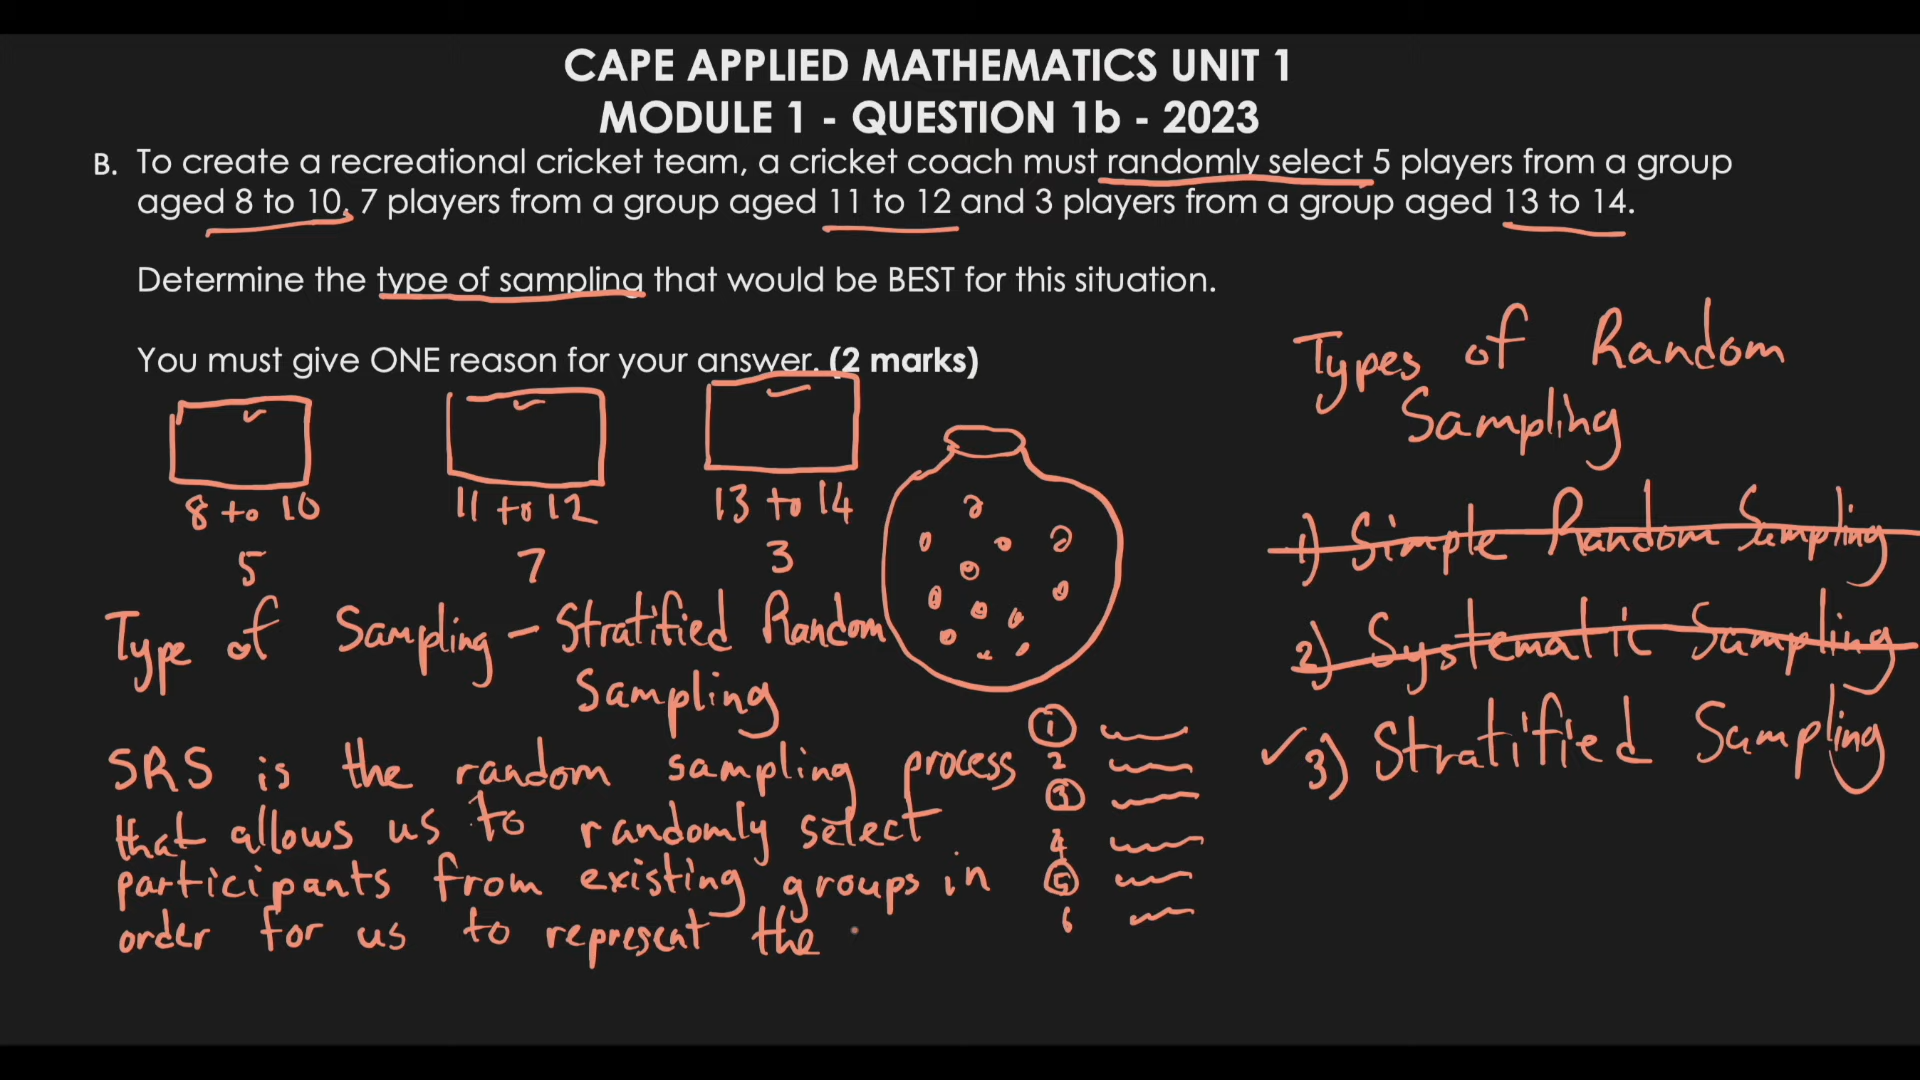 CAPE APPLIED MATHEMATICS UNIT 1
MODULE 1 - QUESTION 1b - 2023
B. To create a recreational cricket team, a cricket coach must randomly select 5 players from a group
aged 8 to 10, 7 players from a group aged 11 to 12 and 3 players from a group aged 13 to 14.
Determine the type of sampling that would be BEST for this situation.
You must give ONE reason for your answer. (2 marks)
8 to 10
11 to 12
13 to 14
5
7
3
Type of Sampling - Stratified Random
Sampling
SRS is the random sampling process
that allows us to randomly select
participants from existing groups in
order for us to represent the
1
2
3
4
5
6
Types of Random
Sampling
1) Simple Random Sampling
2) Systematic Sampling
3) Stratified Sampling